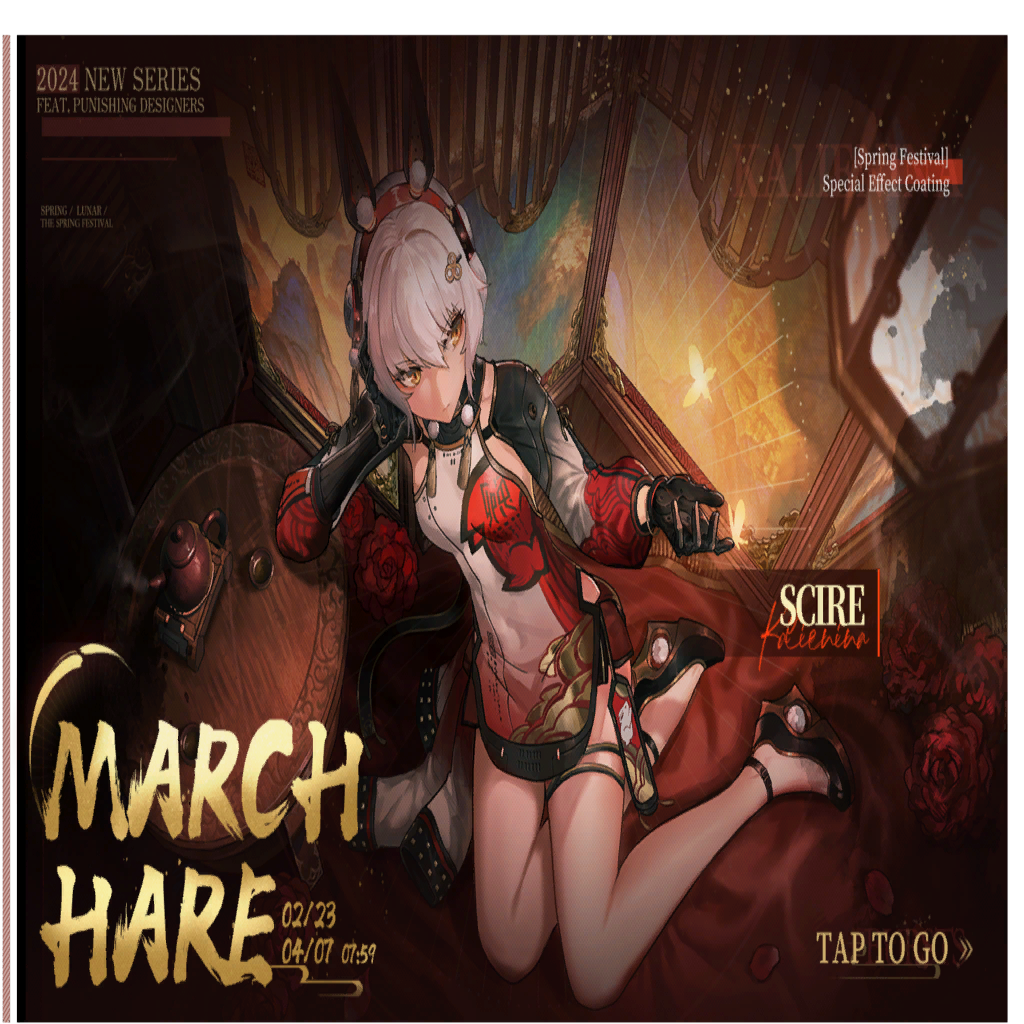 2024 NEW SERIES
FEAT. PUNISHING DESIGNERS
SPRING / LUNAR /
THE SPRING FESTIVAL
[Spring Festival]
Special Effect Coating
SCIRE
MARCH
HARE
02/23
04/07 07:59
TAP TO GO